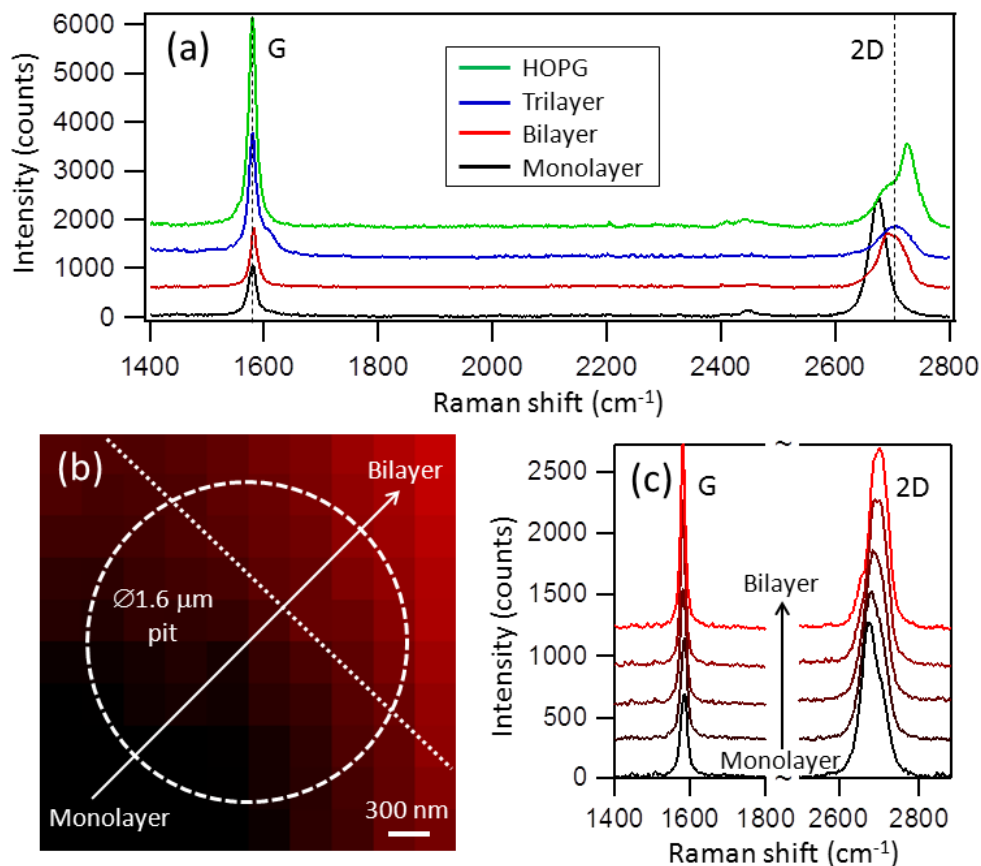 (a)
G
2D
HOPG
Trilayer
Bilayer
Monolayer
Intensity (counts)
6000
5000
4000
3000
2000
1000
0
1400 1600 1800 2000 2200 2400 2600 2800
Raman shift (cm⁻¹)
(b)
Bilayer
∅1.6 μm
pit
Monolayer
300 nm
(c)
~
G
2D
Bilayer
Monolayer
Intensity (counts)
2500
2000
1500
1000
500
0
~
1400 1600 1800 2600 2800
Raman shift (cm⁻¹)